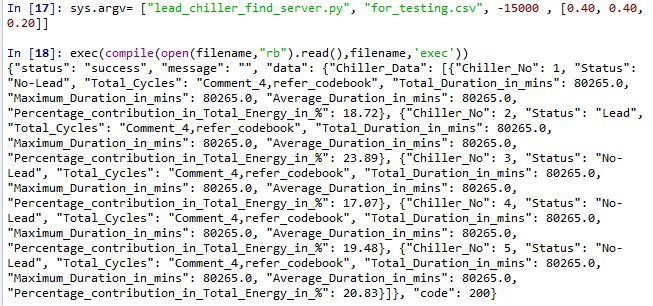 In [17]: sys.argv= ["lead_chiller_find_server.py", "for_testing.csv", -15000 , [0.40, 0.40,
0.20]]
In [18]: exec(compile(open(filename,"rb").read(),filename,'exec'))
{"status": "success", "message": "", "data": {"Chiller_Data": [{"Chiller_No": 1, "Status":
"No-Lead", "Total_Cycles": "Comment_4,refer_codebook", "Total_Duration_in_mins": 80265.0,
"Maximum_Duration_in_mins": 80265.0, "Average_Duration_in_mins": 80265.0,
"Percentage_contribution_in_Total_Energy_in_%": 18.72}, {"Chiller_No": 2, "Status": "Lead",
"Total_Cycles": "Comment_4,refer_codebook", "Total_Duration_in_mins": 80265.0,
"Maximum_Duration_in_mins": 80265.0, "Average_Duration_in_mins": 80265.0,
"Percentage_contribution_in_Total_Energy_in_%": 23.89}, {"Chiller_No": 3, "Status": "No-
Lead", "Total_Cycles": "Comment_4,refer_codebook", "Total_Duration_in_mins": 80265.0,
"Maximum_Duration_in_mins": 80265.0, "Average_Duration_in_mins": 80265.0,
"Percentage_contribution_in_Total_Energy_in_%": 17.07}, {"Chiller_No": 4, "Status": "No-
Lead", "Total_Cycles": "Comment_4,refer_codebook", "Total_Duration_in_mins": 80265.0,
"Maximum_Duration_in_mins": 80265.0, "Average_Duration_in_mins": 80265.0,
"Percentage_contribution_in_Total_Energy_in_%": 19.48}, {"Chiller_No": 5, "Status": "No-
Lead", "Total_Cycles": "Comment_4,refer_codebook", "Total_Duration_in_mins": 80265.0,
"Maximum_Duration_in_mins": 80265.0, "Average_Duration_in_mins": 80265.0,
"Percentage_contribution_in_Total_Energy_in_%": 20.83}]}, "code": 200}